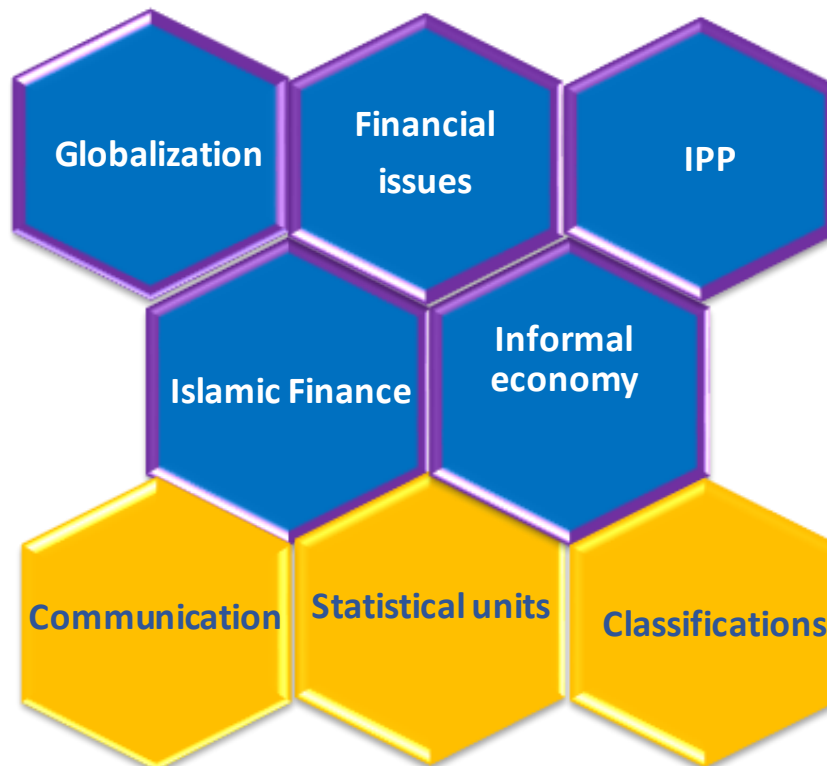 Globalization
Financial
issues
IPP
Islamic Finance
Informal
economy
Communication
Statistical units
Classifications